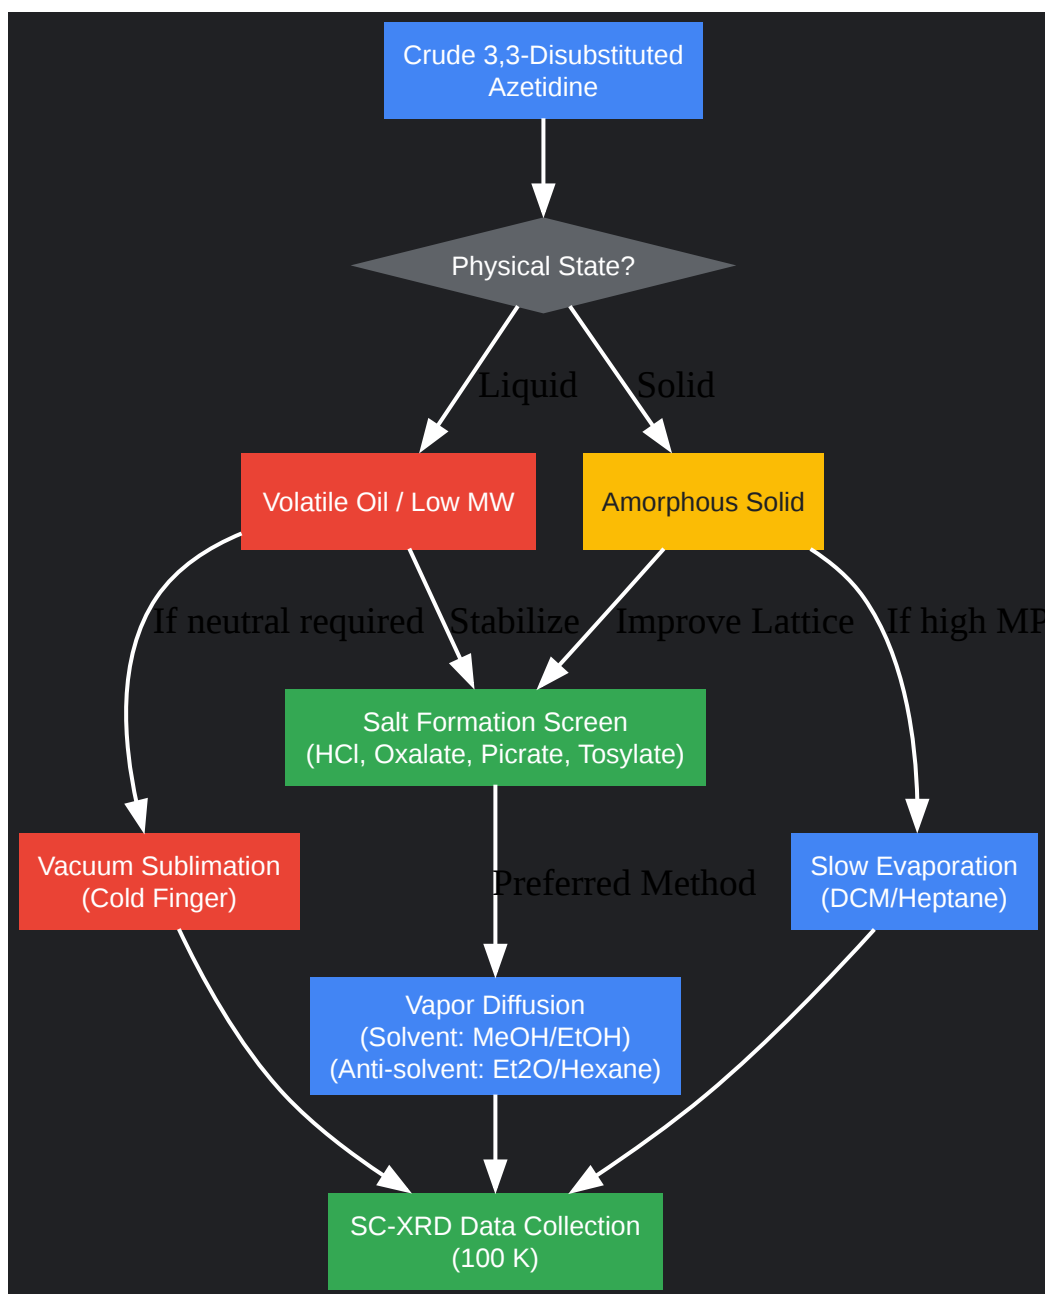 Crude 3,3-Disubstituted
Azetidine
Physical State?
Liquid
Solid
Volatile Oil / Low MW
Amorphous Solid
If neutral required
Stabilize
Improve Lattice
If high MP
Salt Formation Screen
(HCl, Oxalate, Picrate, Tosylate)
Vacuum Sublimation
(Cold Finger)
Preferred Method
Slow Evaporation
(DCM/Heptane)
Vapor Diffusion
(Solvent: MeOH/EtOH)
(Anti-solvent: Et2O/Hexane)
SC-XRD Data Collection
(100 K)